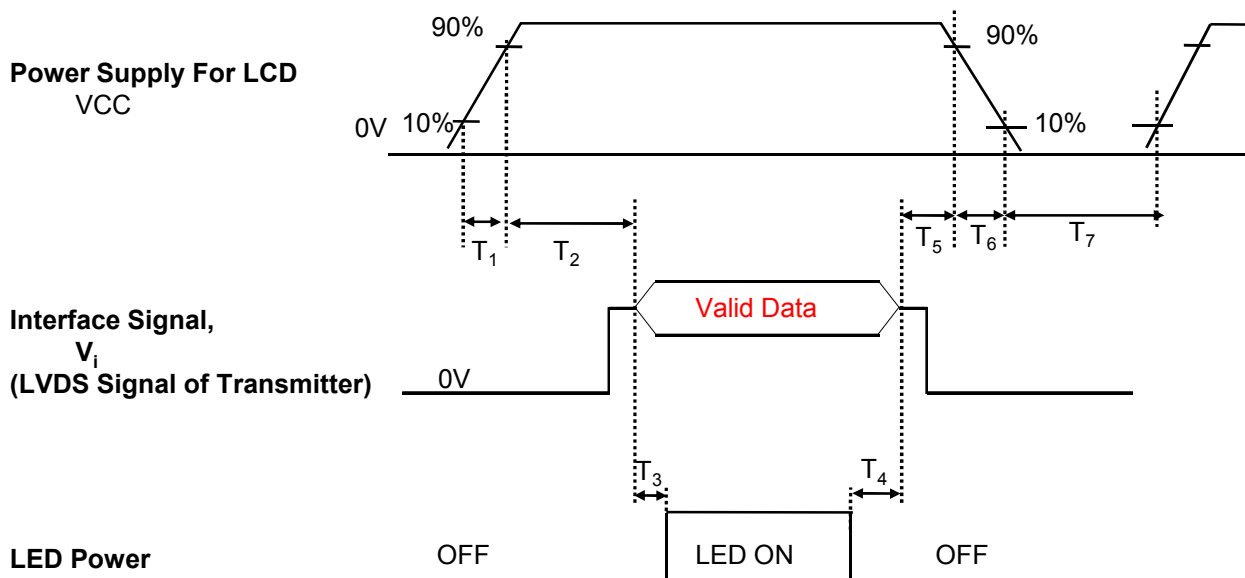 90%
90%
Power Supply For LCD
VCC
0V
10%
10%
T1
T2
T5
T6
T7
Valid Data
Interface Signal,
Vi
(LVDS Signal of Transmitter)
0V
T3
T4
LED Power
OFF
LED ON
OFF